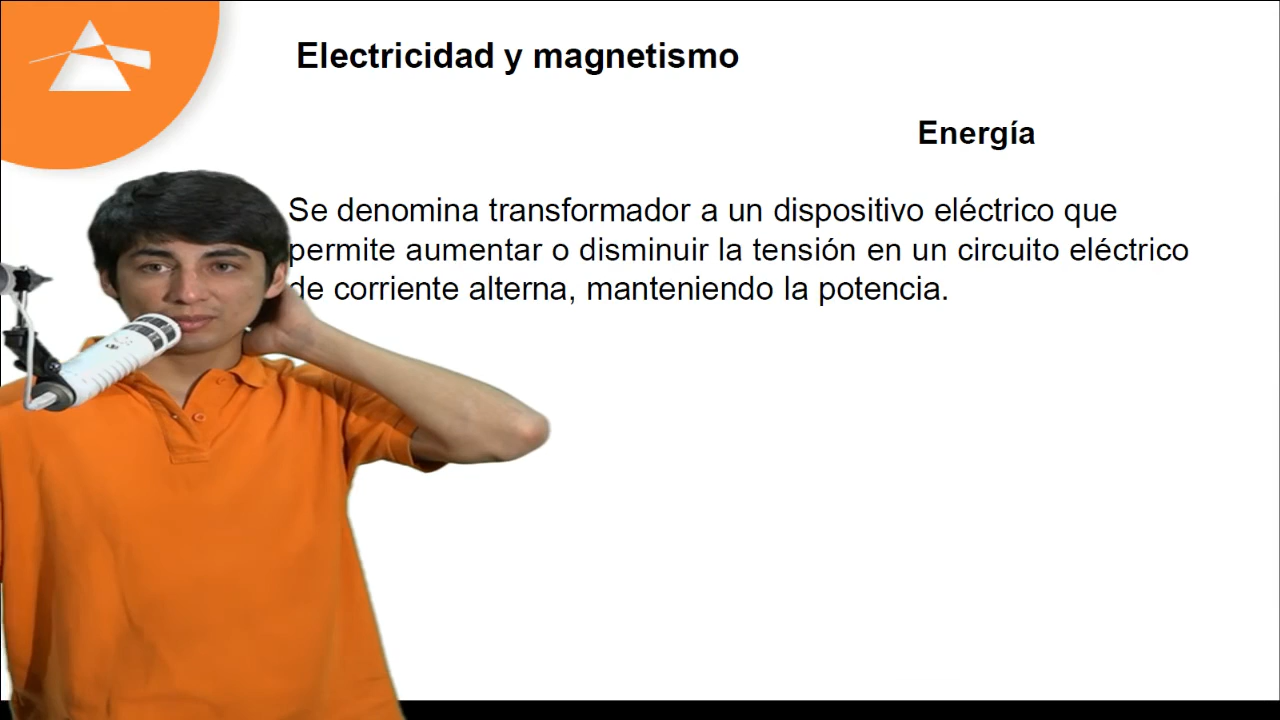 Electricidad y magnetismo
Energía
Se denomina transformador a un dispositivo eléctrico que
permite aumentar o disminuir la tensión en un circuito eléctrico
de corriente alterna, manteniendo la potencia.